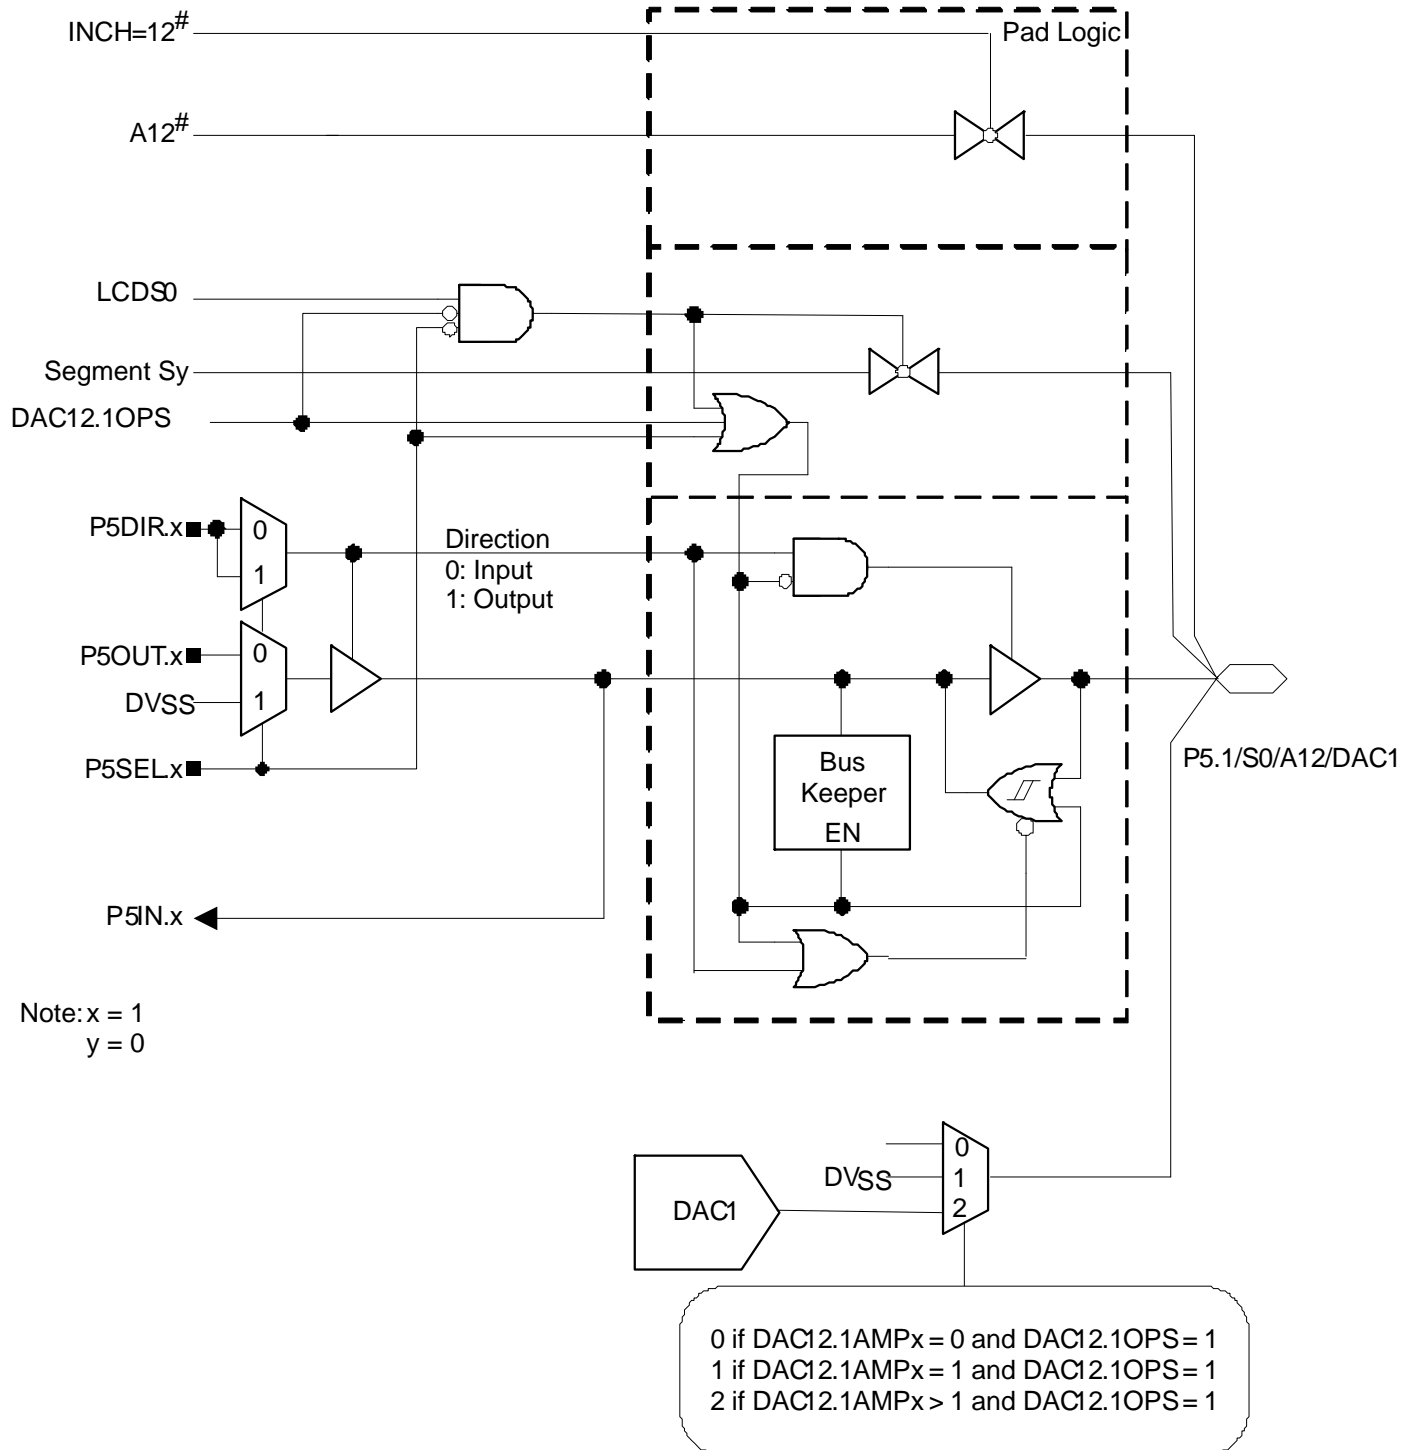 INCH=12#
Pad Logic
A12#
LCDS0
Segment Sy
DAC12.1OPS
P5DIR.x
0
1
Direction
0: Input
1: Output
P5OUT.x
0
DVSS
1
P5SEL.x
Bus
Keeper
EN
P5.1/S0/A12/DAC1
P5IN.x
Note: x = 1
y = 0
0
DVSS
1
2
DAC1
0 if DAC12.1AMPx = 0 and DAC12.1OPS = 1
1 if DAC12.1AMPx = 1 and DAC12.1OPS = 1
2 if DAC12.1AMPx > 1 and DAC12.1OPS = 1